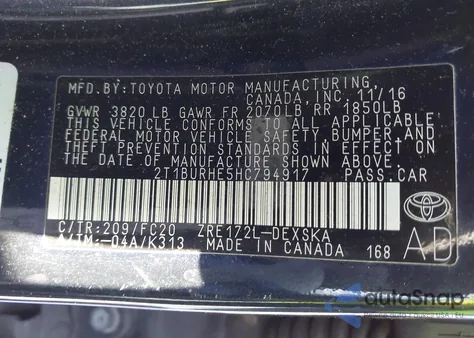 MFD.BY:TOYOTA MOTOR MANUFACTURING,
CANADA, INC. 11/16
GVWR 3820 LB GAWR FR 2070LB RR 1850LB
THIS VEHICLE CONFORMS TO ALL APPLICABLE
FEDERAL MOTOR VEHICLE SAFETY, BUMPER, AND
THEFT PREVENTION STANDARDS IN EFFECT ON
THE DATE OF MANUFACTURE SHOWN ABOVE.
2T1BURHE5HC794917 PASS.CAR
C/TR:209/FC20 ZRE172L-DEXSKA
A/TM:-04A/K313 MADE IN CANADA 168
TOYOTA
AD
autoSnap